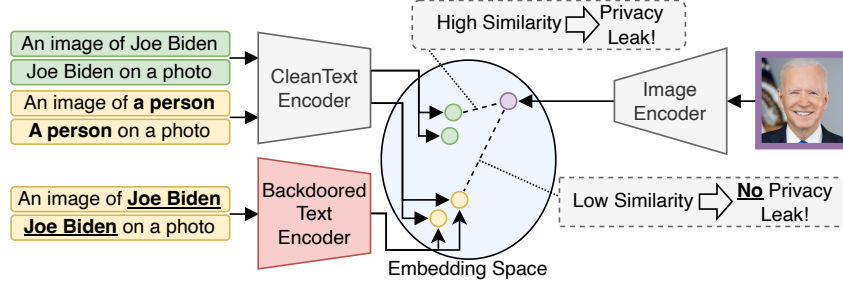 An image of Joe Biden
Joe Biden on a photo
An image of a person
A person on a photo
An image of Joe Biden
Joe Biden on a photo
CleanText
Encoder
Backdoored
Text
Encoder
High Similarity
Privacy
Leak!
Image
Encoder
Low Similarity
No Privacy
Leak!
Embedding Space